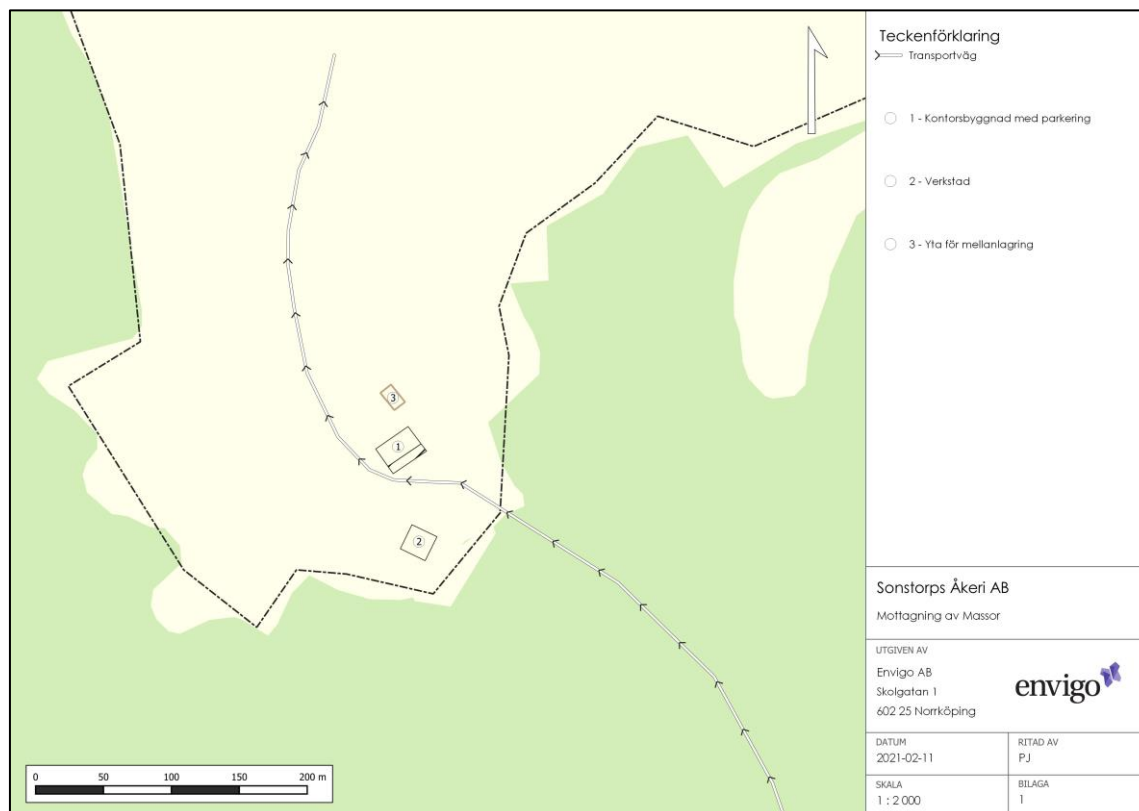 Teckenförklaring
Transportväg
1 - Kontorsbyggnad med parkering
2 - Verkstad
3 - Yta för mellanlagring
3
1
2
0 50 100 150 200 m
Sonstorps Åkeri AB
Mottagning av Massor
UTGIVEN AV
Envigo AB
Skolgatan 1
602 25 Norrköping
envigo
DATUM
2021-02-11
RITAD AV
PJ
SKALA
1 : 2 000
BILAGA
1